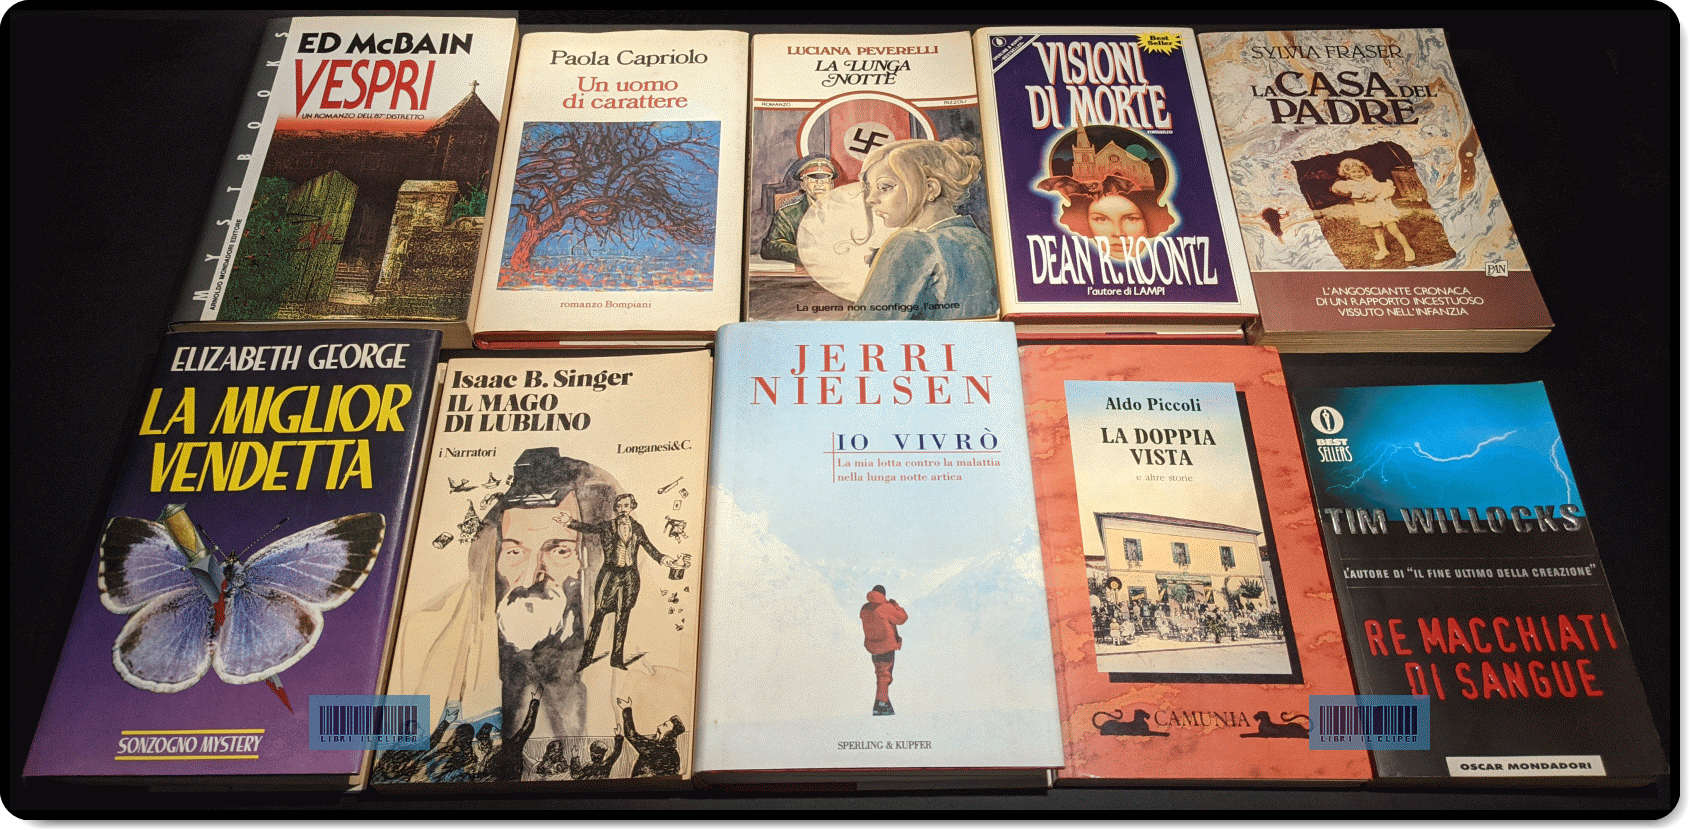 MYSTBOOKS
ARNOLDO MONDADORI EDITORE
ED McBAIN
VESPRI
UN ROMANZO DELL'87° DISTRETTO
Paola Capriolo
Un uomo
di carattere
romanzo Bompiani
LUCIANA PEVERELLI
LA LUNGA
NOTTE
ROMANZO
RIZZOLI
La guerra non sconfigge l'amore
Best
Seller
VISIONI
DI MORTE
romanzo
DEAN R. KOONTZ
l'autore di LAMPI
SYLVIA FRASER
LA CASA DEL
PADRE
PAN
L'ANGOSCIANTE CRONACA
DI UN RAPPORTO INCESTUOSO
VISSUTO NELL'INFANZIA
ELIZABETH GEORGE
LA MIGLIOR
VENDETTA
SONZOGNO MYSTERY
LIBRI IL CLIPEO
Isaac B. Singer
IL MAGO
DI LUBLINO
i Narratori
Longanesi&C.
JERRI
NIELSEN
IO VIVRÒ
La mia lotta contro la malattia
nella lunga notte artica
SPERLING & KUPFER
Aldo Piccoli
LA DOPPIA
VISTA
e altre storie
CAMUNIA
BEST
SELLERS
TIM WILLOCKS
L'AUTORE DI "IL FINE ULTIMO DELLA CREAZIONE"
RE MACCHIATI
DI SANGUE
LIBRI IL CLIPEO
OSCAR MONDADORI